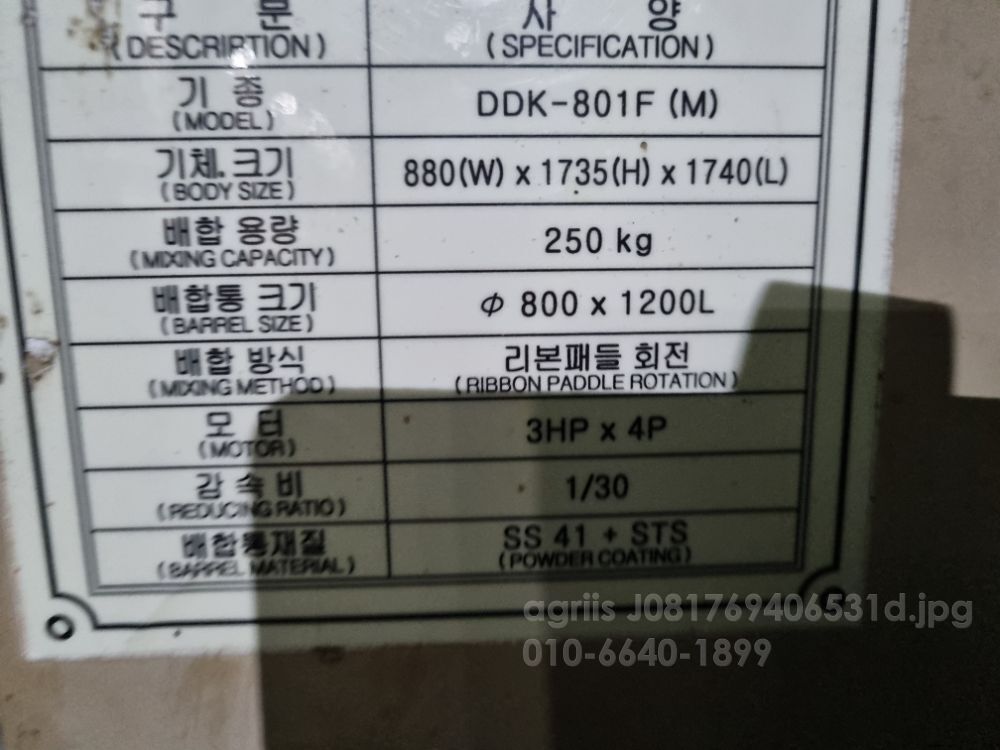 구 문 사 양
(DESCRIPTION) (SPECIFICATION)
기 종
(MODEL) DDK-801F (M)
기체.크기
(BODY SIZE) 880(W) x 1735(H) x 1740(L)
배합 용량
(MIXING CAPACITY) 250 kg
배합통 크기
(BARREL SIZE) Φ 800 x 1200L
배합 방식 리본패들 회전
(MIXING METHOD) (RIBBON PADDLE ROTATION)
모 터
(MOTOR) 3HP x 4P
감 속 비
(REDUCING RATIO) 1/30
배합통재질 SS 41 + STS
(BARREL MATERIAL) (POWDER COATING)
agriis J081769406531d.jpg
010-6640-1899